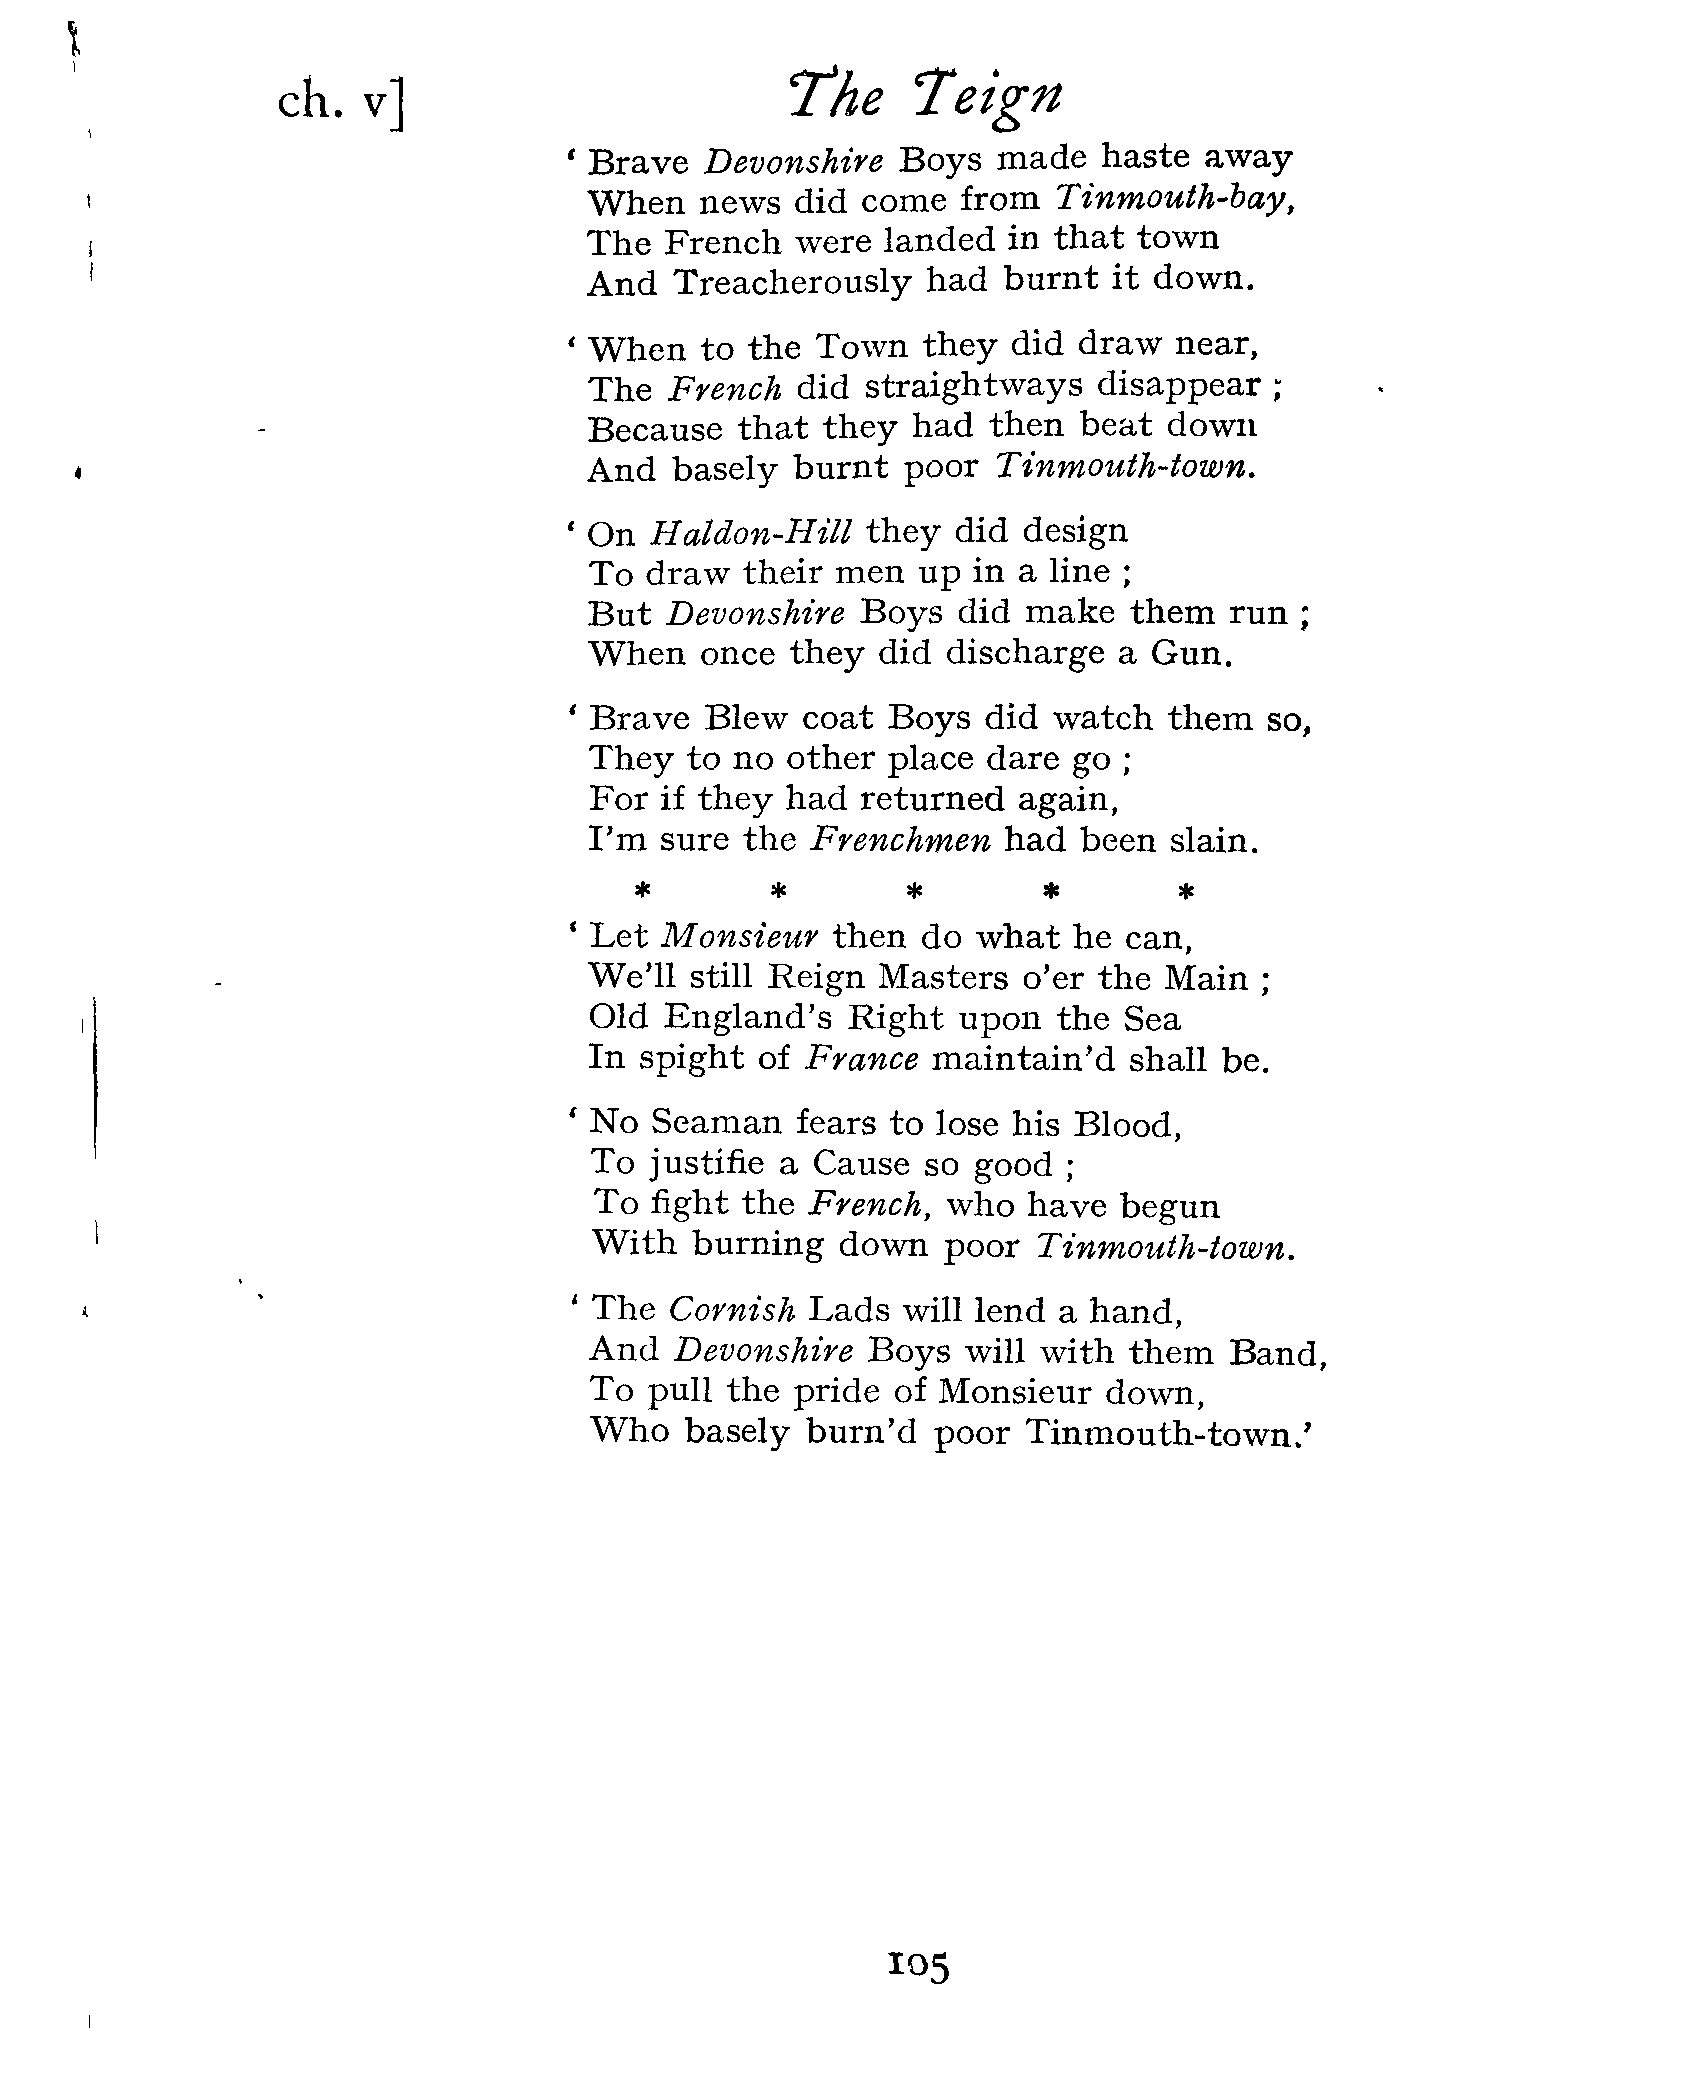 ch. v] The Teign
‘ Brave Devonshire Boys made haste away
When news did come from Tinmouth-bay,
The French were landed in that town
And Treacherously had burnt it down.
‘ When to the Town they did draw near,
The French did straightways disappear ;
Because that they had then beat down
And basely burnt poor Tinmouth-town.
‘ On Haldon-Hill they did design
To draw their men up in a line ;
But Devonshire Boys did make them run ;
When once they did discharge a Gun.
‘ Brave Blew coat Boys did watch them so,
They to no other place dare go ;
For if they had returned again,
I’m sure the Frenchmen had been slain.
* * * * *
‘ Let Monsieur then do what he can,
We’ll still Reign Masters o’er the Main ;
Old England’s Right upon the Sea
In spight of France maintain’d shall be.
‘ No Seaman fears to lose his Blood,
To justifie a Cause so good ;
To fight the French, who have begun
With burning down poor Tinmouth-town.
‘ The Cornish Lads will lend a hand,
And Devonshire Boys will with them Band,
To pull the pride of Monsieur down,
Who basely burn’d poor Tinmouth-town.’
105